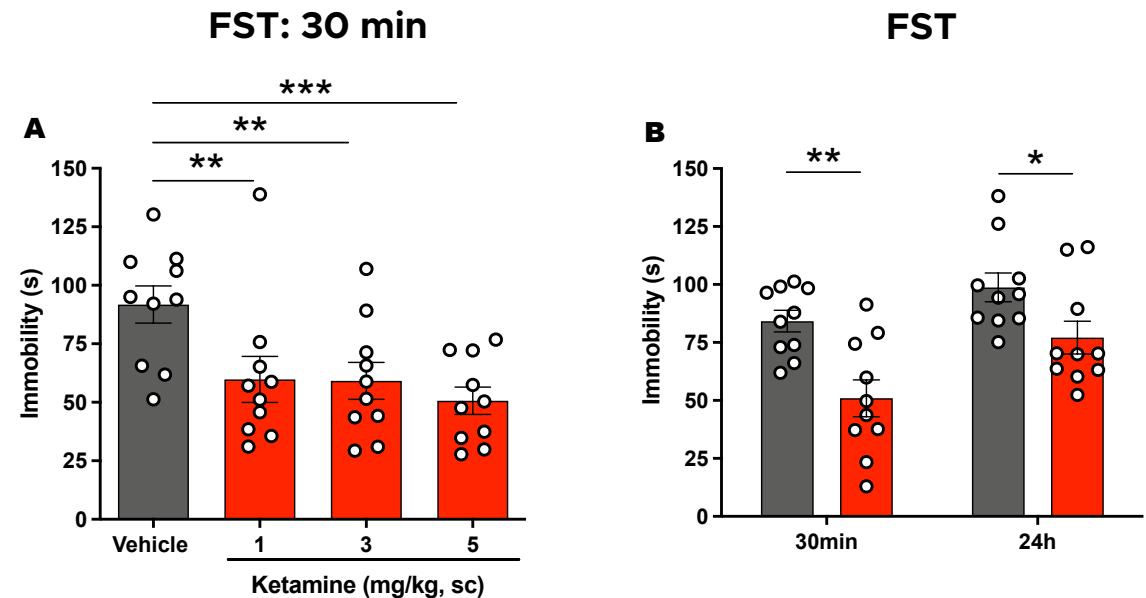 FST: 30 min
FST
A
***
**
**
150
125
100
75
50
25
0
Immobility (s)
Vehicle 1 3 5
Ketamine (mg/kg, sc)
B
** *
150
125
100
75
50
25
0
Immobility (s)
30min 24h